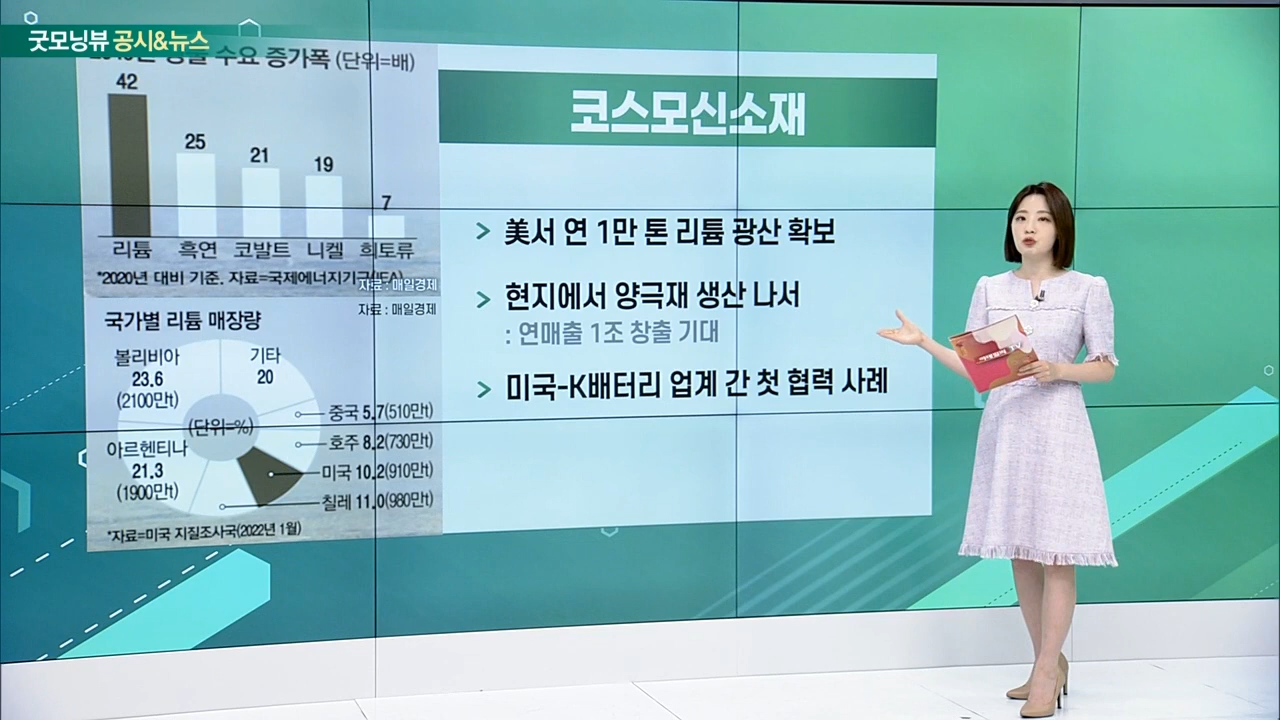 굿모닝뷰 공시&뉴스
수요 증가폭 (단위=배)
42
25
21
19
7
리튬 흑연 코발트 니켈 희토류
*2020년 대비 기준. 자료=국제에너지기구(IEA)
자료 : 매일경제
자료 : 매일경제
국가별 리튬 매장량
볼리비아
23.6
(2100만t)
기타
20
(단위=%)
중국 5.7(510만t)
호주 8.2(730만t)
미국 10.2(910만t)
칠레 11.0(980만t)
아르헨티나
21.3
(1900만t)
*자료=미국 지질조사국(2022년 1월)
코스모신소재
> 美서 연 1만 톤 리튬 광산 확보
> 현지에서 양극재 생산 나서
: 연매출 1조 창출 기대
> 미국-K배터리 업계 간 첫 협력 사례